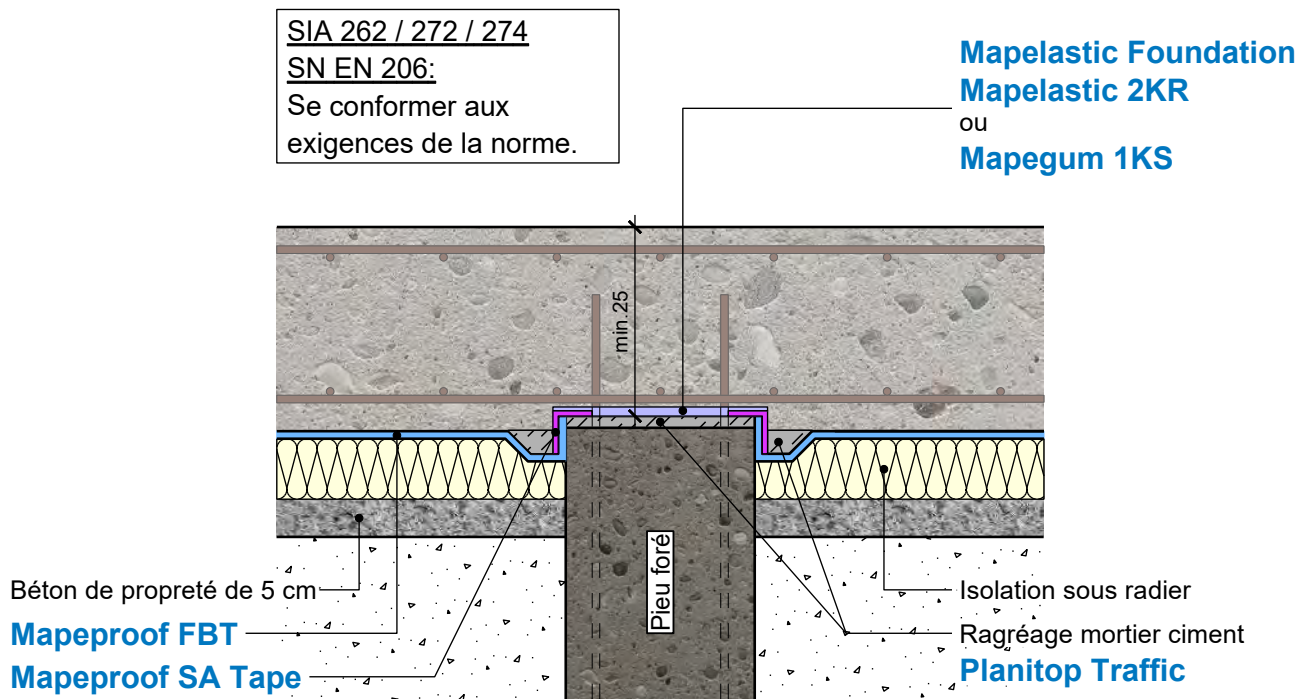 SIA 262 / 272 / 274
SN EN 206:
Se conformer aux
exigences de la norme.
Mapelastic Foundation
Mapelastic 2KR
ou
Mapegum 1KS
min.25
Pieu foré
Béton de propreté de 5 cm
Mapeproof FBT
Mapeproof SA Tape
Isolation sous radier
Ragréage mortier ciment
Planitop Traffic